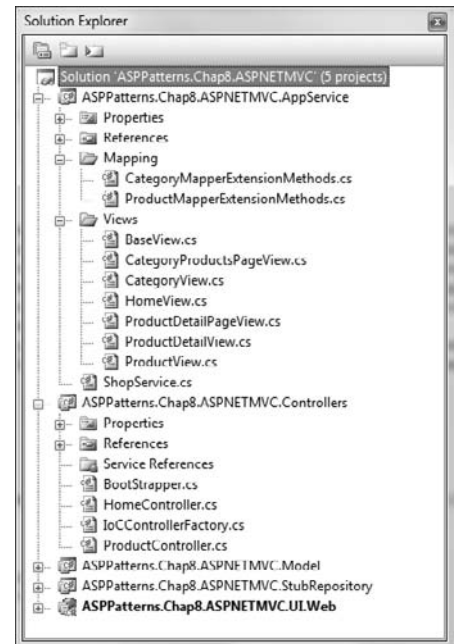 Solution Explorer
Solution 'ASPPatterns.Chap8.ASPNETMVC' (5 projects)
ASPPatterns.Chap8.ASPNETMVC.AppService
Properties
References
Mapping
CategoryMapperExtensionMethods.cs
ProductMapperExtensionMethods.cs
Views
BaseView.cs
CategoryProductsPageView.cs
CategoryView.cs
HomeView.cs
ProductDetailPageView.cs
ProductDetailView.cs
ProductView.cs
ShopService.cs
ASPPatterns.Chap8.ASPNETMVC.Controllers
Properties
References
Service References
BootStrapper.cs
HomeController.cs
IoCControllerFactory.cs
ProductController.cs
ASPPatterns.Chap8.ASPNETMVC.Model
ASPPatterns.Chap8.ASPNETMVC.StubRepository
ASPPatterns.Chap8.ASPNETMVC.UI.Web